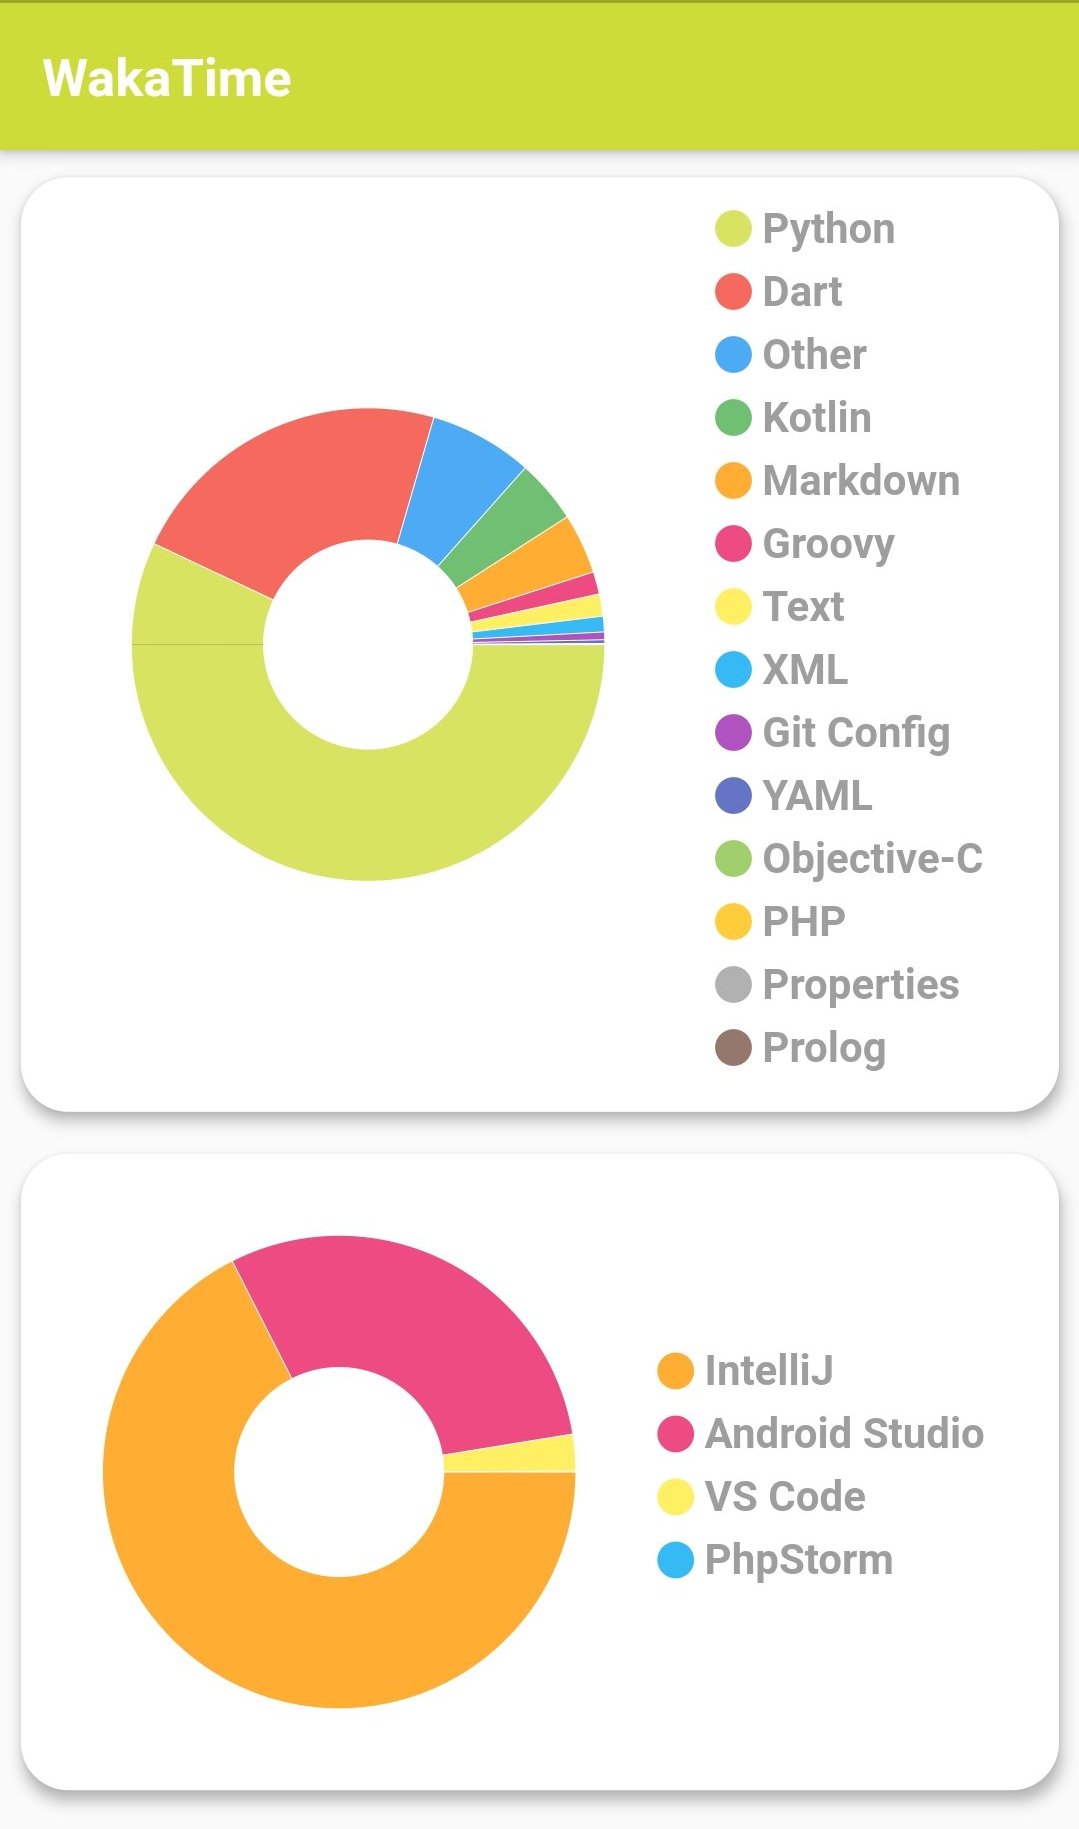 WakaTime
Python
Dart
Other
Kotlin
Markdown
Groovy
Text
XML
Git Config
YAML
Objective-C
PHP
Properties
Prolog
IntelliJ
Android Studio
VS Code
PhpStorm